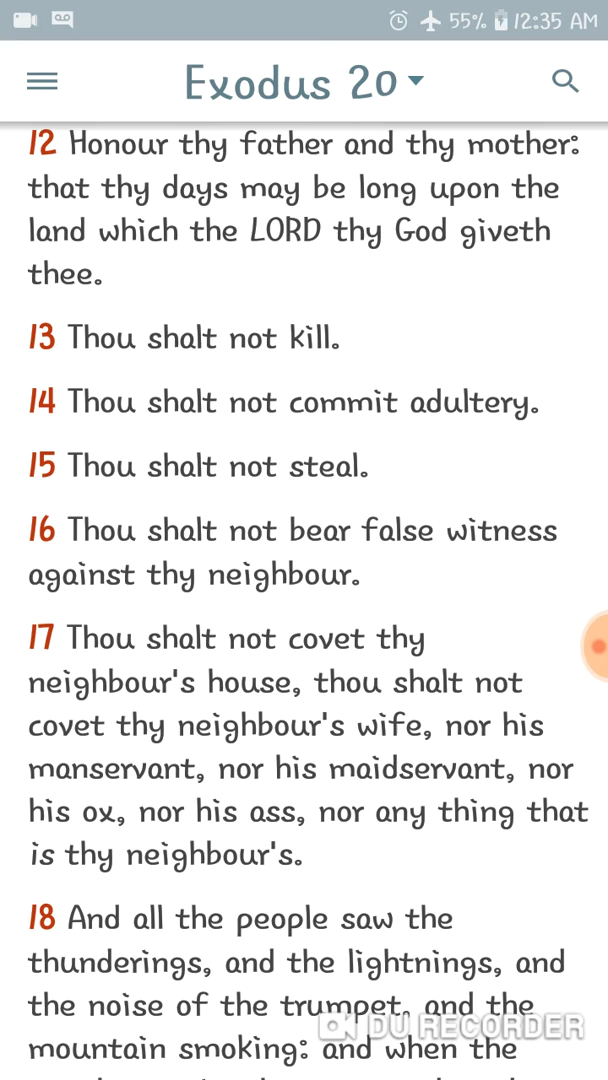 55% 12:35 AM
Exodus 20
12 Honour thy father and thy mother:
that thy days may be long upon the
land which the LORD thy God giveth
thee.
13 Thou shalt not kill.
14 Thou shalt not commit adultery.
15 Thou shalt not steal.
16 Thou shalt not bear false witness
against thy neighbour.
17 Thou shalt not covet thy
neighbour's house, thou shalt not
covet thy neighbour's wife, nor his
manservant, nor his maidservant, nor
his ox, nor his ass, nor any thing that
is thy neighbour's.
18 And all the people saw the
thunderings, and the lightnings, and
the noise of the trumpet, and the
DU RECORDER
mountain smoking: and when the